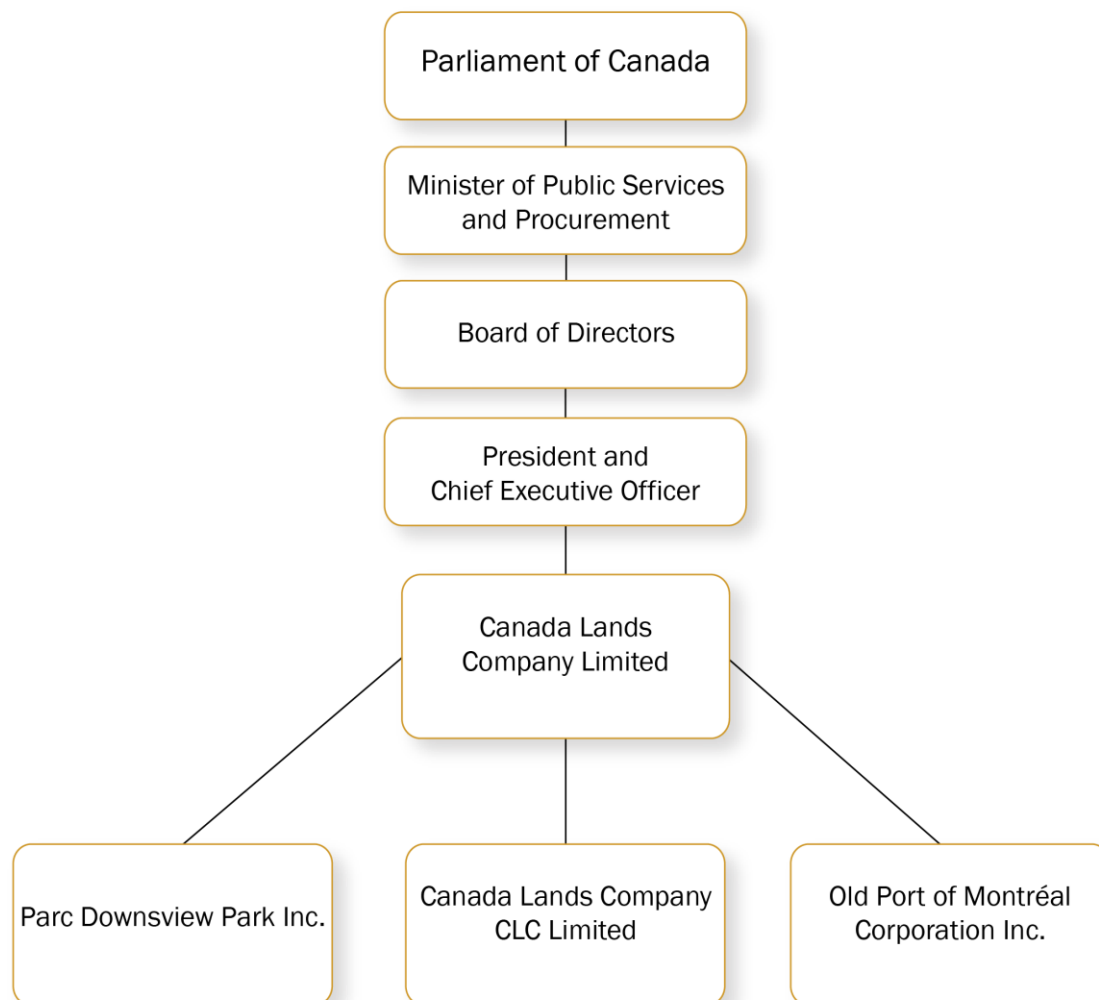 Parliament of Canada
Minister of Public Services
and Procurement
Board of Directors
President and
Chief Executive Officer
Canada Lands
Company Limited
Parc Downsview Park Inc.
Canada Lands Company
CLC Limited
Old Port of Montréal
Corporation Inc.